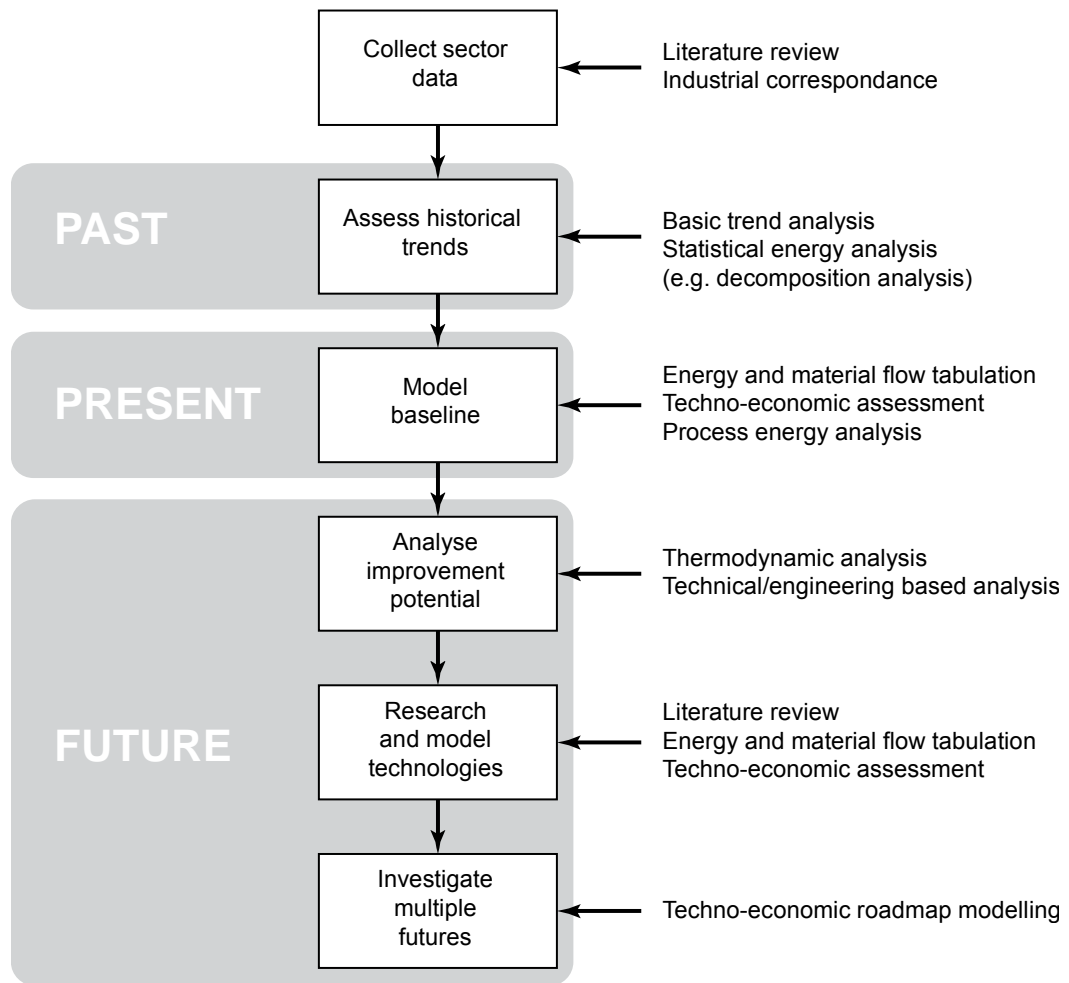 Collect sector
data
Literature review
Industrial correspondance
PAST
Assess historical
trends
Basic trend analysis
Statistical energy analysis
(e.g. decomposition analysis)
PRESENT
Model
baseline
Energy and material flow tabulation
Techno-economic assessment
Process energy analysis
FUTURE
Analyse
improvement
potential
Thermodynamic analysis
Technical/engineering based analysis
Research
and model
technologies
Literature review
Energy and material flow tabulation
Techno-economic assessment
Investigate
multiple
futures
Techno-economic roadmap modelling